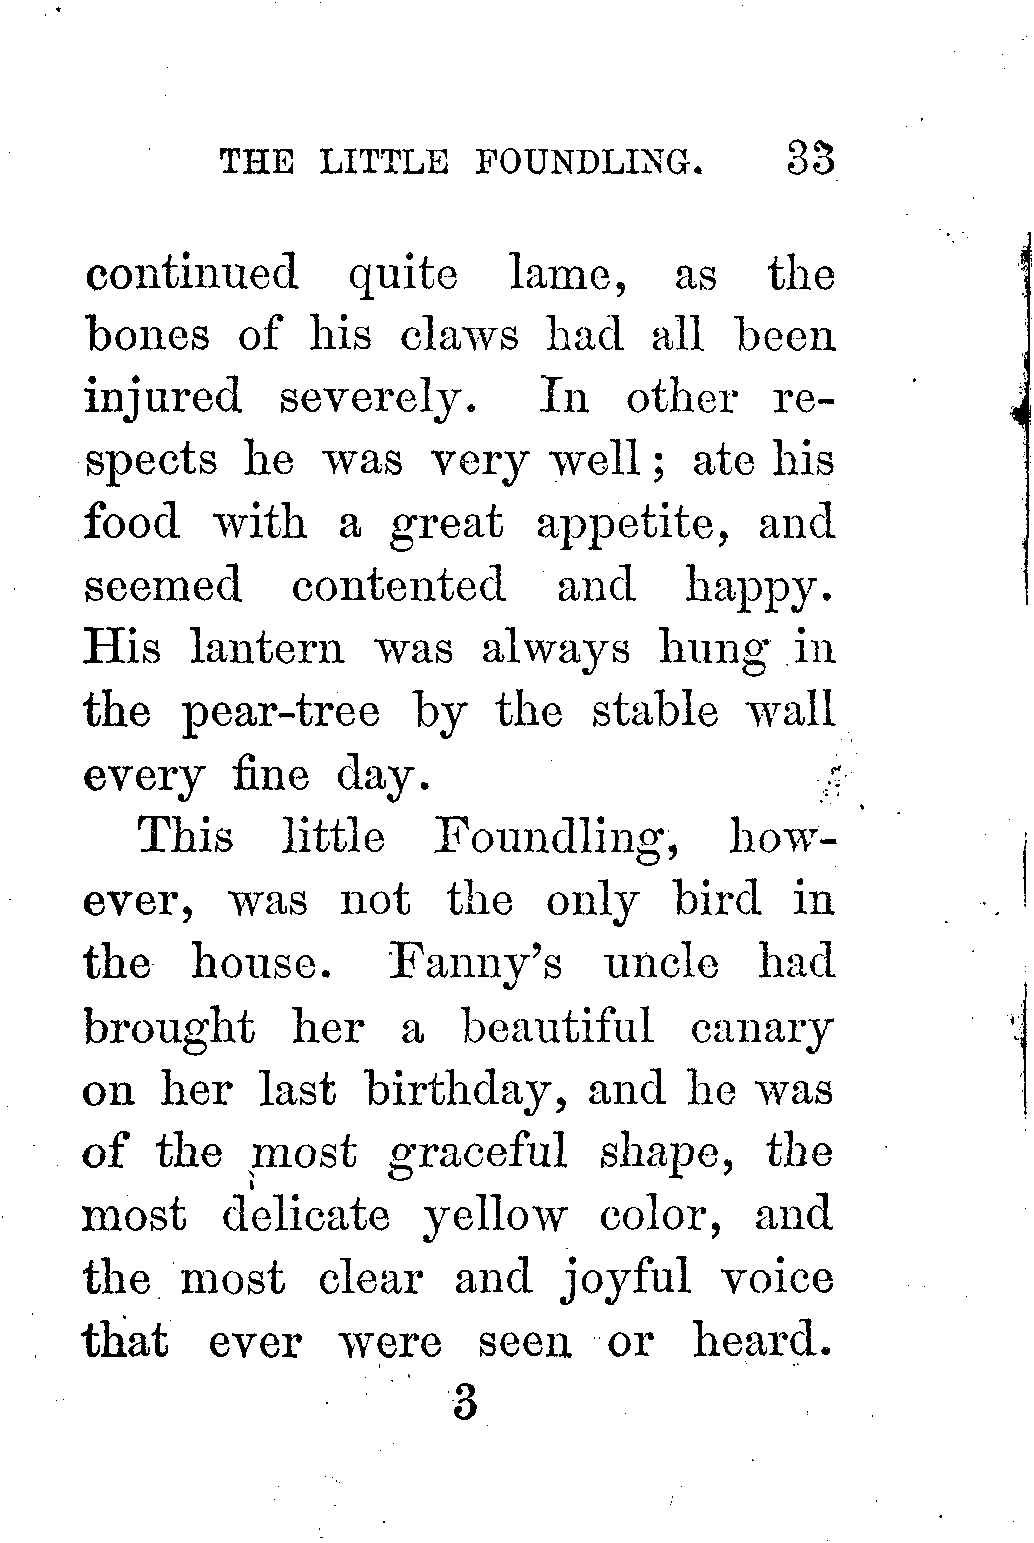 THE LITTLE FOUNDLING. 33
continued quite lame, as the
bones of his claws had all been
injured severely. In other re-
spects he was very well; ate his
food with a great appetite, and
seemed contented and happy.
His lantern was always hung in
the pear-tree by the stable wall
every fine day.
This little Foundling, how-
ever, was not the only bird in
the house. Fanny's uncle had
brought her a beautiful canary
on her last birthday, and he was
of the most graceful shape, the
most delicate yellow color, and
the most clear and joyful voice
that ever were seen or heard.
3